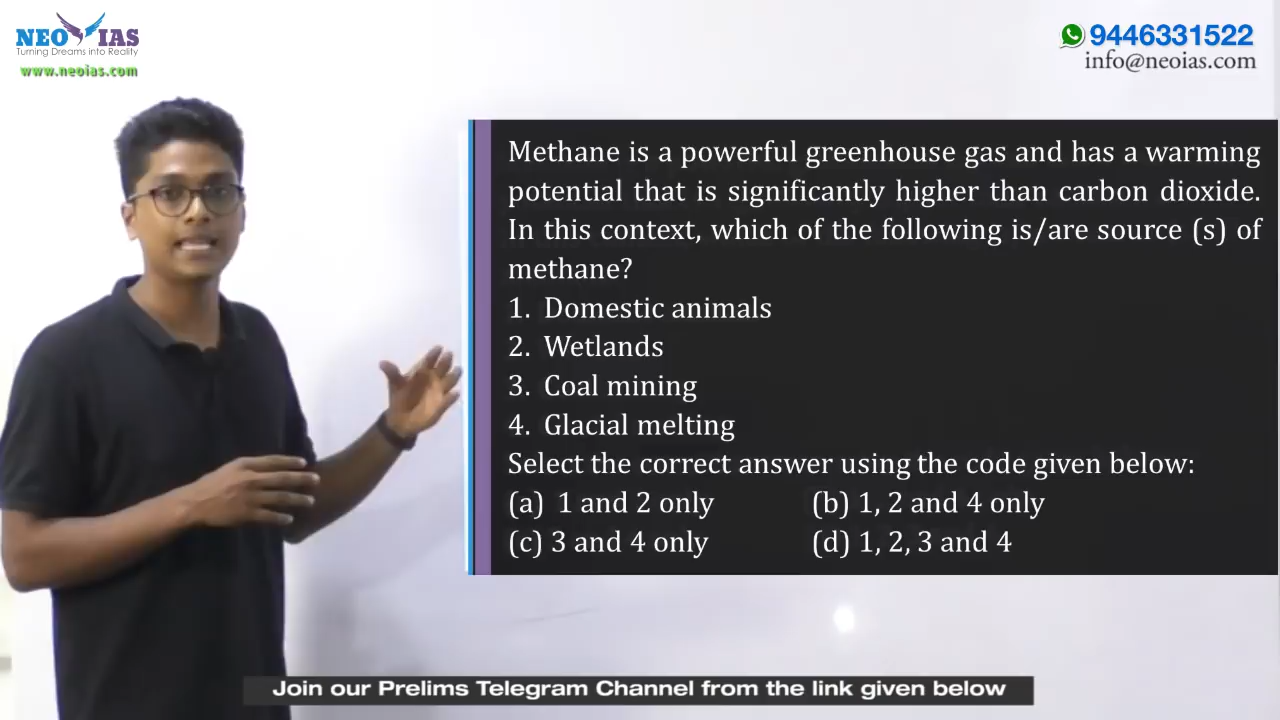 NEO IAS
Turning Dreams into Reality
www.neoias.com
9446331522
info@neoias.com
Methane is a powerful greenhouse gas and has a warming
potential that is significantly higher than carbon dioxide.
In this context, which of the following is/are source (s) of
methane?
1. Domestic animals
2. Wetlands
3. Coal mining
4. Glacial melting
Select the correct answer using the code given below:
(a) 1 and 2 only (b) 1, 2 and 4 only
(c) 3 and 4 only (d) 1, 2, 3 and 4
Join our Prelims Telegram Channel from the link given below